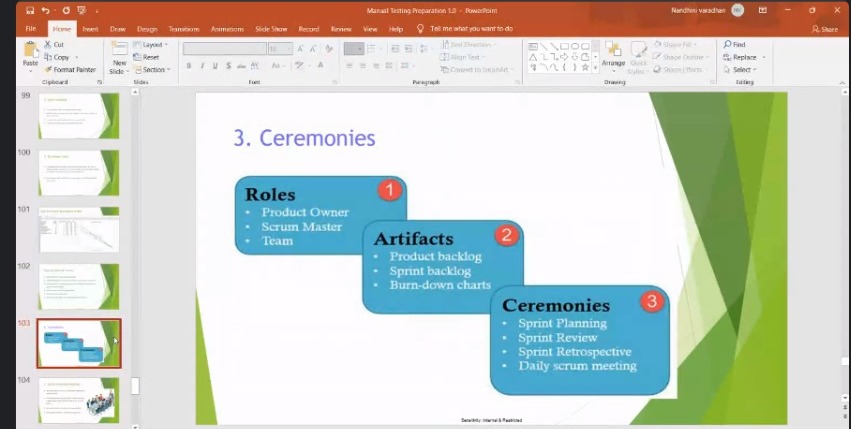 Manual Testing Preparation 1.0 - PowerPoint
Nandhini varadhan
File Home Insert Draw Design Transitions Animations Slide Show Record Review View Help Tell me what you want to do
Share
Paste
Cut
Copy
Format Painter
Clipboard
New
Slide
Layout
Reset
Section
Slides
Font
Text Direction
Align Text
Convert to SmartArt
Paragraph
Arrange
Quick
Styles
Shape Fill
Shape Outline
Shape Effects
Drawing
Find
Replace
Select
Editing
99
100
101
102
103
104
3. Ceremonies
Roles
1
• Product Owner
• Scrum Master
• Team
Artifacts
2
• Product backlog
• Sprint backlog
• Burn-down charts
Ceremonies
3
• Sprint Planning
• Sprint Review
• Sprint Retrospective
• Daily scrum meeting
Sensitivity: Internal & Restricted